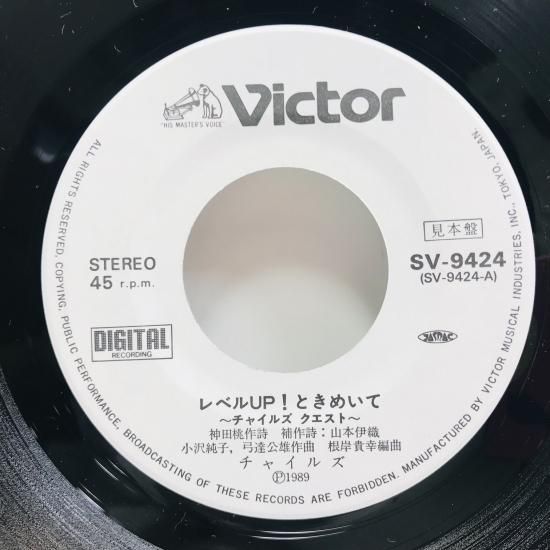 Victor
"HIS MASTER'S VOICE"
見本盤
STEREO
45 r.p.m.
SV-9424
(SV-9424-A)
DIGITAL
RECORDING
JASRAC
レベルUP!ときめいて
~チャイルズ クエスト~
神田桃作詩 補作詩:山本伊織
小沢純子,弓達公雄作曲 根岸貴幸編曲
チャイルズ
Ⓟ1989
ALL RIGHTS RESERVED, COPYING, PUBLIC PERFORMANCE, BROADCASTING OF THESE RECORDS ARE FORBIDDEN. MANUFACTURED BY VICTOR MUSICAL INDUSTRIES, INC., TOKYO, JAPAN.